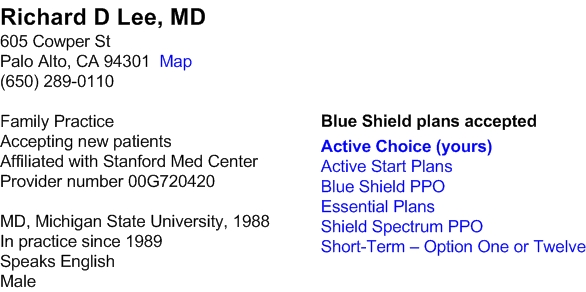 Richard D Lee, MD
605 Cowper St
Palo Alto, CA 94301 Map
(650) 289-0110
Family Practice
Accepting new patients
Affiliated with Stanford Med Center
Provider number 00G720420
MD, Michigan State University, 1988
In practice since 1989
Speaks English
Male
Blue Shield plans accepted
Active Choice (yours)
Active Start Plans
Blue Shield PPO
Essential Plans
Shield Spectrum PPO
Short-Term – Option One or Twelve